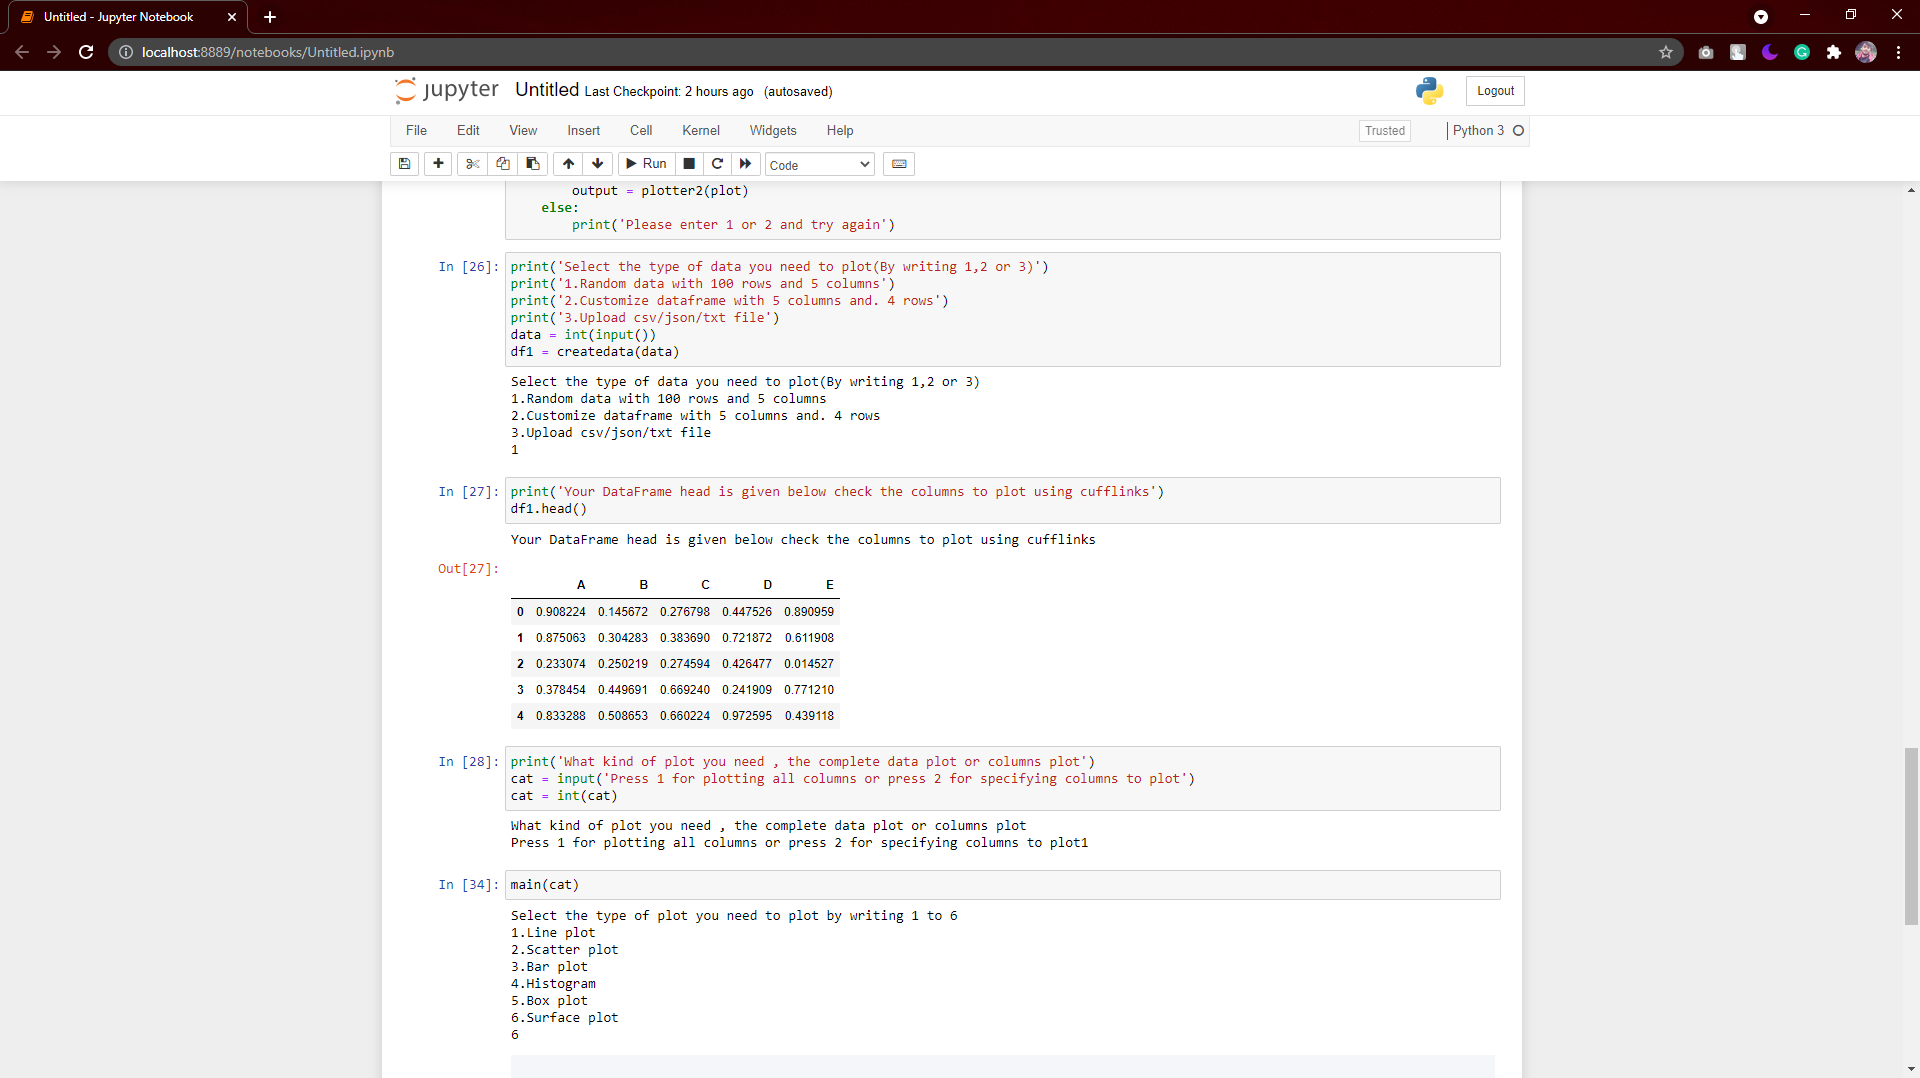 Untitled - Jupyter Notebook
localhost:8889/notebooks/Untitled.ipynb
jupyter Untitled Last Checkpoint: 2 hours ago (autosaved)
Logout
File Edit View Insert Cell Kernel Widgets Help
Trusted
Python 3
Run
Code
output = plotter2(plot)
else:
print('Please enter 1 or 2 and try again')
In [26]:
print('Select the type of data you need to plot(By writing 1,2 or 3)')
print('1.Random data with 100 rows and 5 columns')
print('2.Customize dataframe with 5 columns and. 4 rows')
print('3.Upload csv/json/txt file')
data = int(input())
df1 = createdata(data)
Select the type of data you need to plot(By writing 1,2 or 3)
1.Random data with 100 rows and 5 columns
2.Customize dataframe with 5 columns and. 4 rows
3.Upload csv/json/txt file
1
In [27]:
print('Your DataFrame head is given below check the columns to plot using cufflinks')
df1.head()
Your DataFrame head is given below check the columns to plot using cufflinks
Out[27]:
A B C D E
0 0.908224 0.145672 0.276798 0.447526 0.890959
1 0.875063 0.304283 0.383690 0.721872 0.611908
2 0.233074 0.250219 0.274594 0.426477 0.014527
3 0.378454 0.449691 0.669240 0.241909 0.771210
4 0.833288 0.508653 0.660224 0.972595 0.439118
In [28]:
print('What kind of plot you need , the complete data plot or columns plot')
cat = input('Press 1 for plotting all columns or press 2 for specifying columns to plot')
cat = int(cat)
What kind of plot you need , the complete data plot or columns plot
Press 1 for plotting all columns or press 2 for specifying columns to plot1
In [34]:
main(cat)
Select the type of plot you need to plot by writing 1 to 6
1.Line plot
2.Scatter plot
3.Bar plot
4.Histogram
5.Box plot
6.Surface plot
6